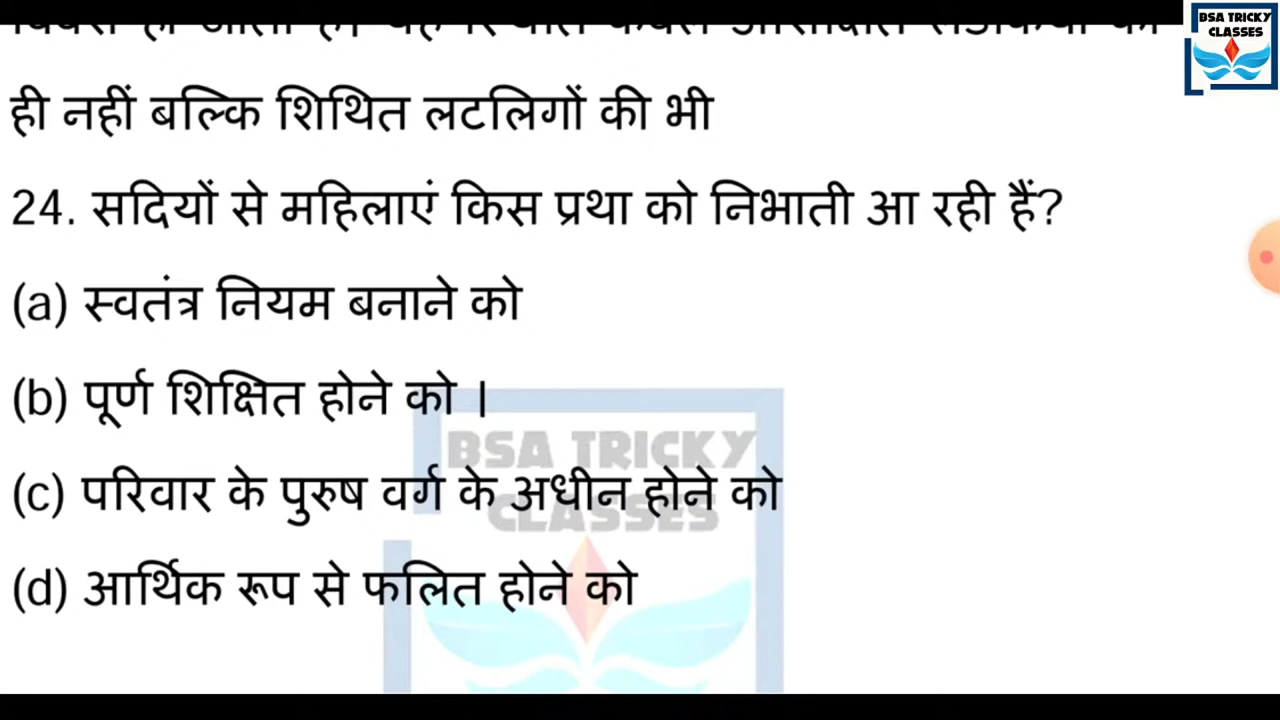 BSA TRICKY
CLASSES
ही नहीं बल्कि शिथित लटलिगों की भी
24. सदियों से महिलाएं किस प्रथा को निभाती आ रही हैं?
(a) स्वतंत्र नियम बनाने को
(b) पूर्ण शिक्षित होने को ।
(c) परिवार के पुरुष वर्ग के अधीन होने को
(d) आर्थिक रूप से फलित होने को
BSA TRICKY
CLASSES